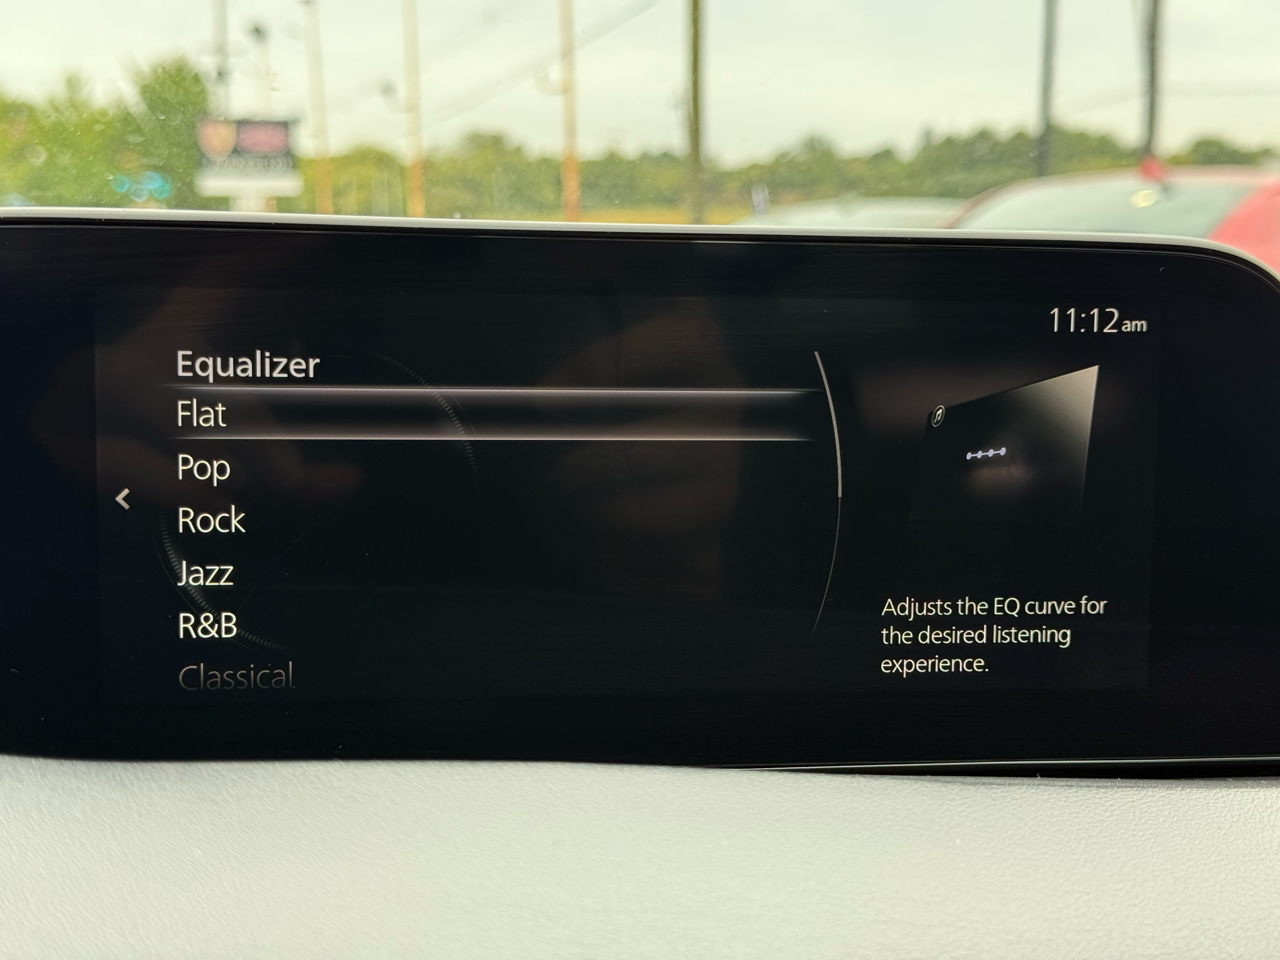 11:12am
Equalizer
Flat
Pop
Rock
Jazz
R&B
Classical
Adjusts the EQ curve for
the desired listening
experience.